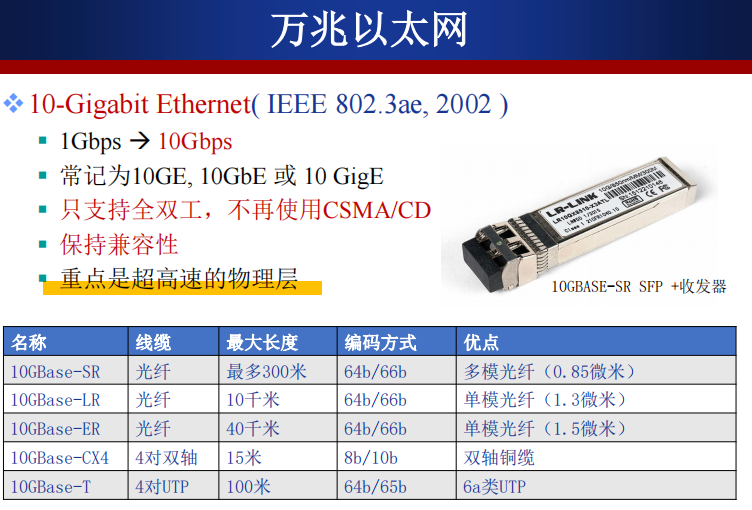 万兆以太网
10-Gigabit Ethernet( IEEE 802.3ae, 2002 )
1Gbps → 10Gbps
常记为10GE, 10GbE 或 10 GigE
只支持全双工，不再使用CSMA/CD
保持兼容性
重点是超高速的物理层
LR-LINK
10GBASE-SR SFP +收发器
名称 线缆 最大长度 编码方式 优点
10GBase-SR 光纤 最多300米 64b/66b 多模光纤（0.85微米）
10GBase-LR 光纤 10千米 64b/66b 单模光纤（1.3微米）
10GBase-ER 光纤 40千米 64b/66b 单模光纤（1.5微米）
10GBase-CX4 4对双轴 15米 8b/10b 双轴铜缆
10GBase-T 4对UTP 100米 64b/65b 6a类UTP